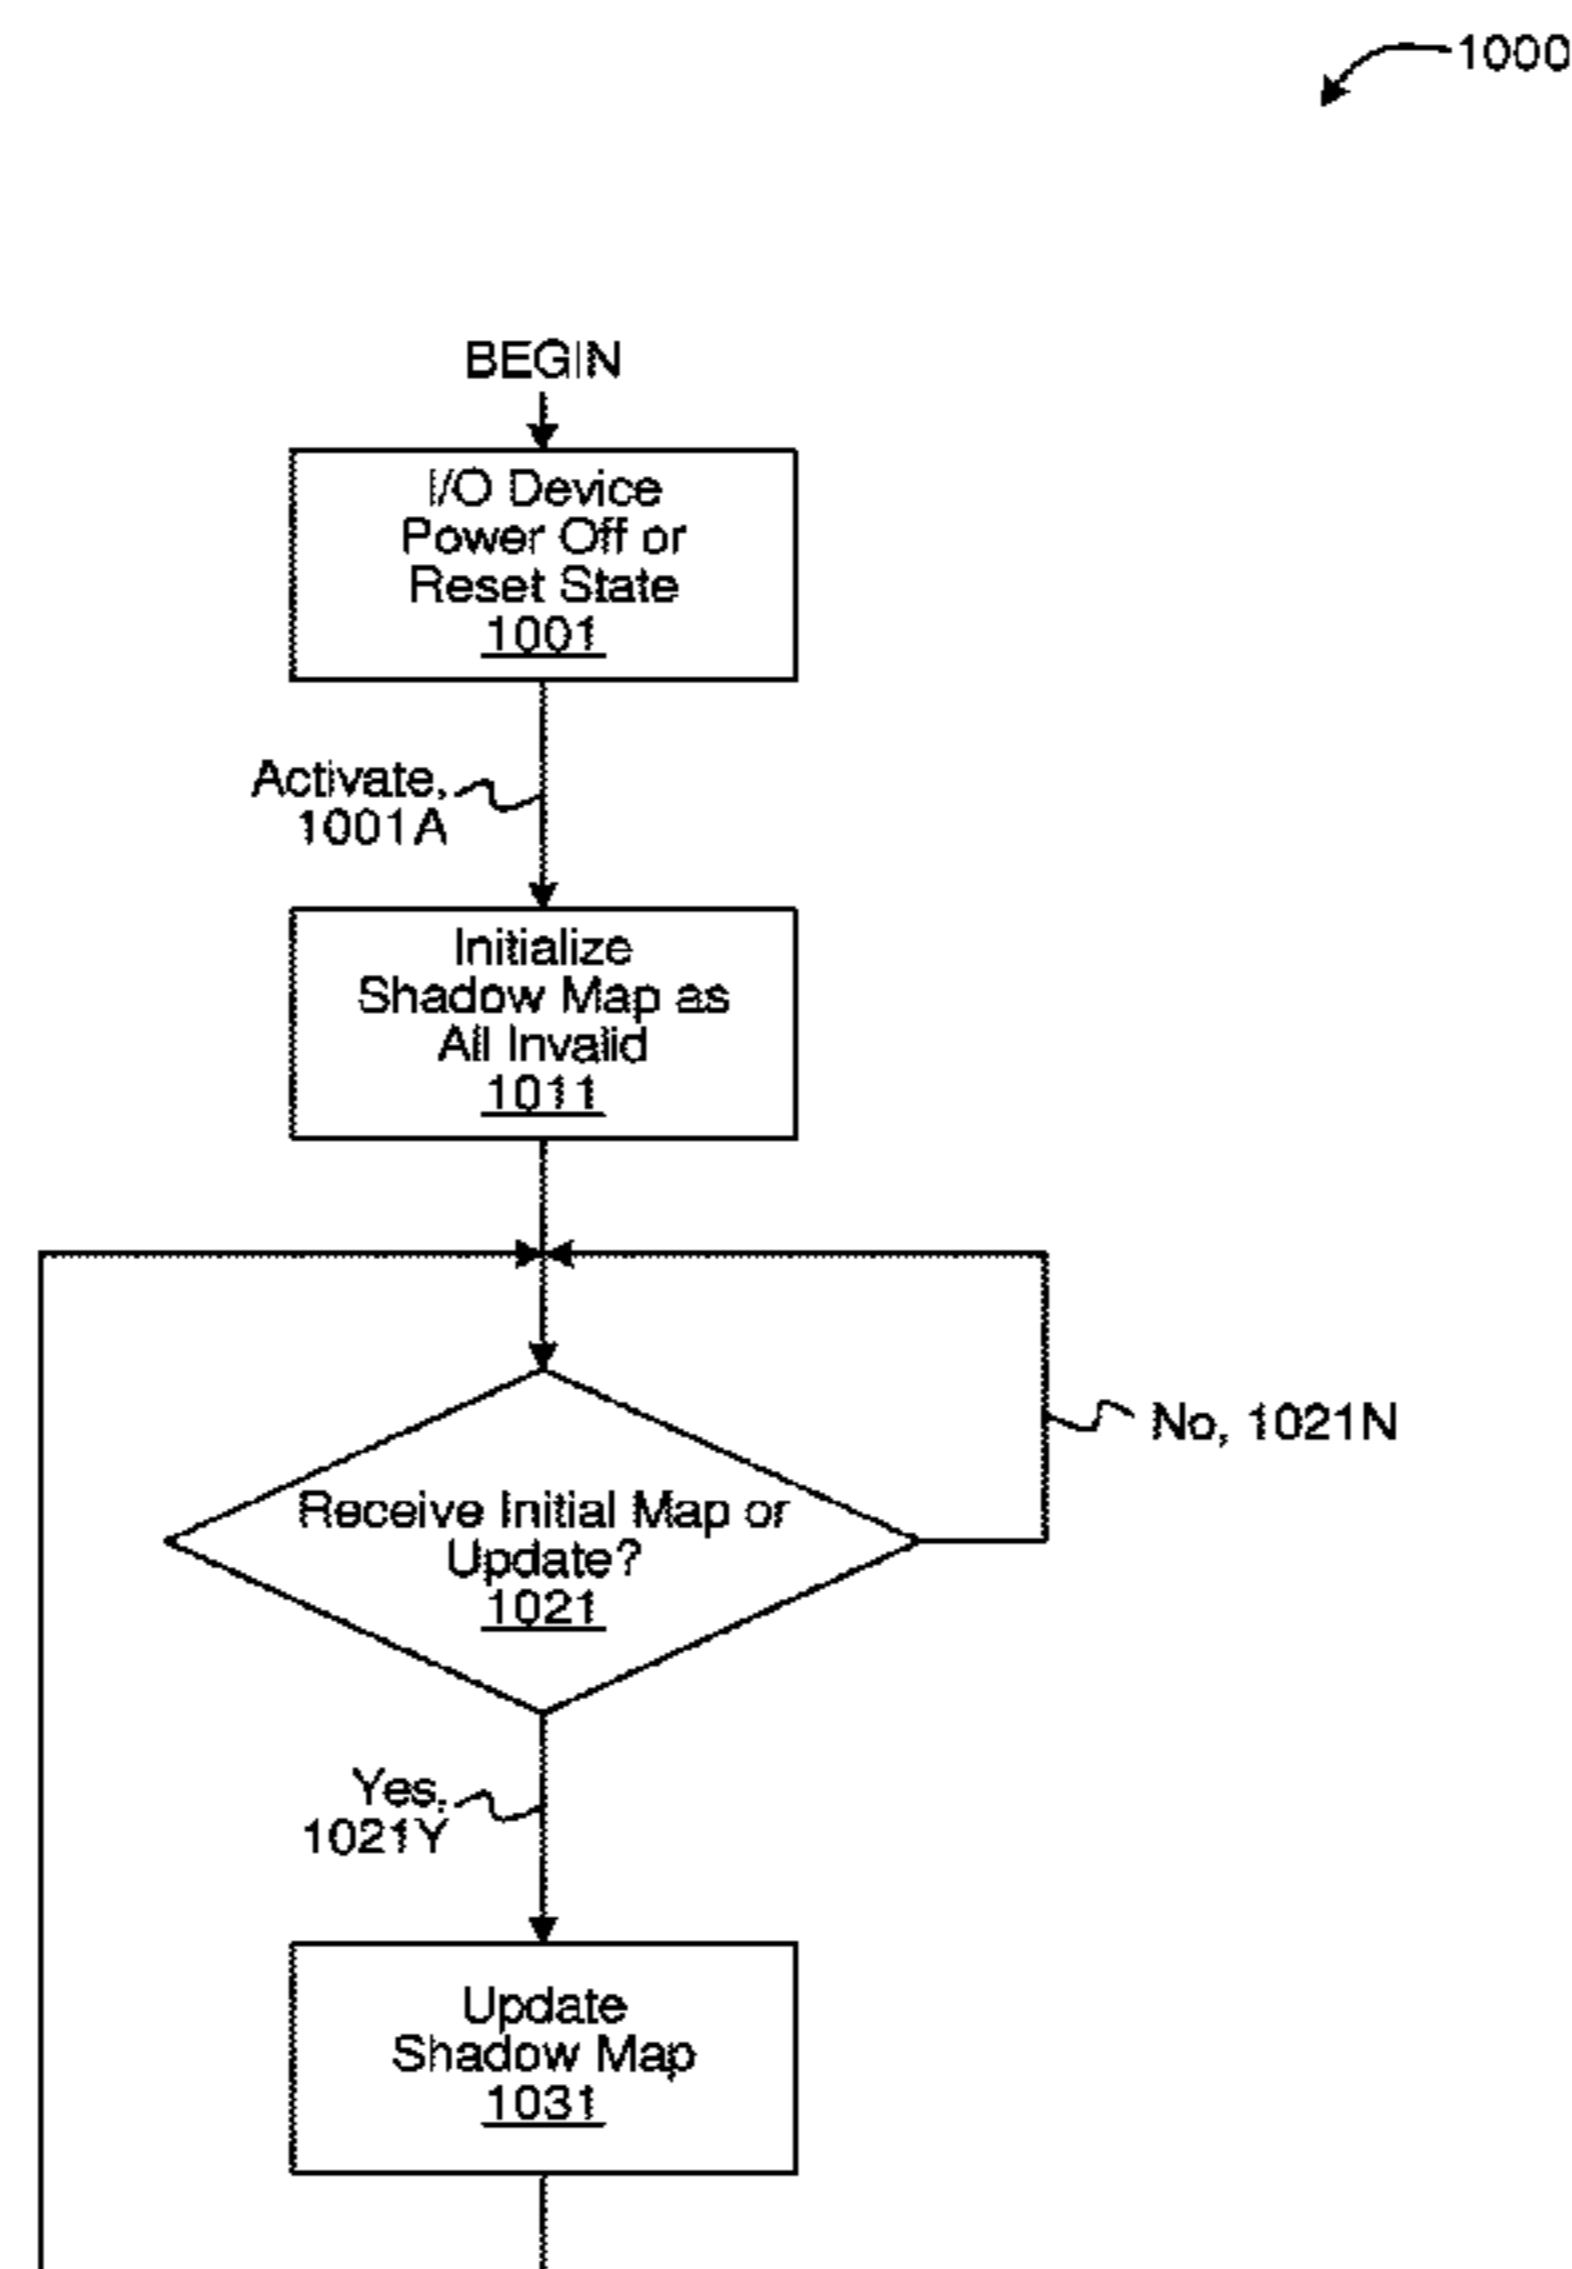 1000
BEGIN
I/O Device
Power Off or
Reset State
1001
Activate,
1001A
Initialize
Shadow Map as
All Invalid
1011
No, 1021N
Receive Initial Map or
Update?
1021
Yes,
1021Y
Update
Shadow Map
1031